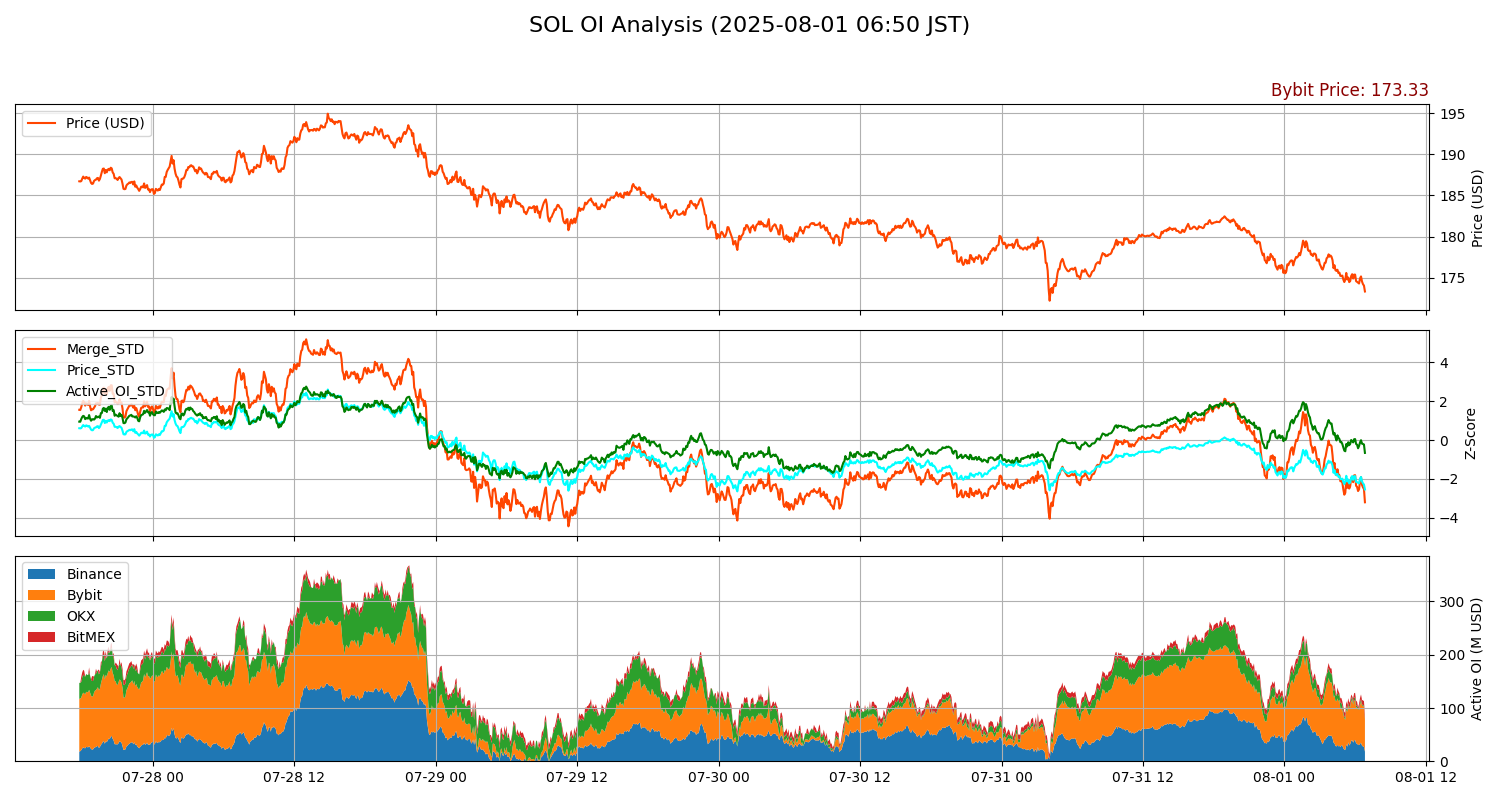 SOL OI Analysis (2025-08-01 06:50 JST)
Bybit Price: 173.33
Price (USD)
195
190
185
180
175
Price (USD)
Merge_STD
Price_STD
Active_OI_STD
4
2
0
−2
−4
Z-Score
Binance
Bybit
OKX
BitMEX
300
200
100
0
Active OI (M USD)
07-28 00 07-28 12 07-29 00 07-29 12 07-30 00 07-30 12 07-31 00 07-31 12 08-01 00 08-01 12